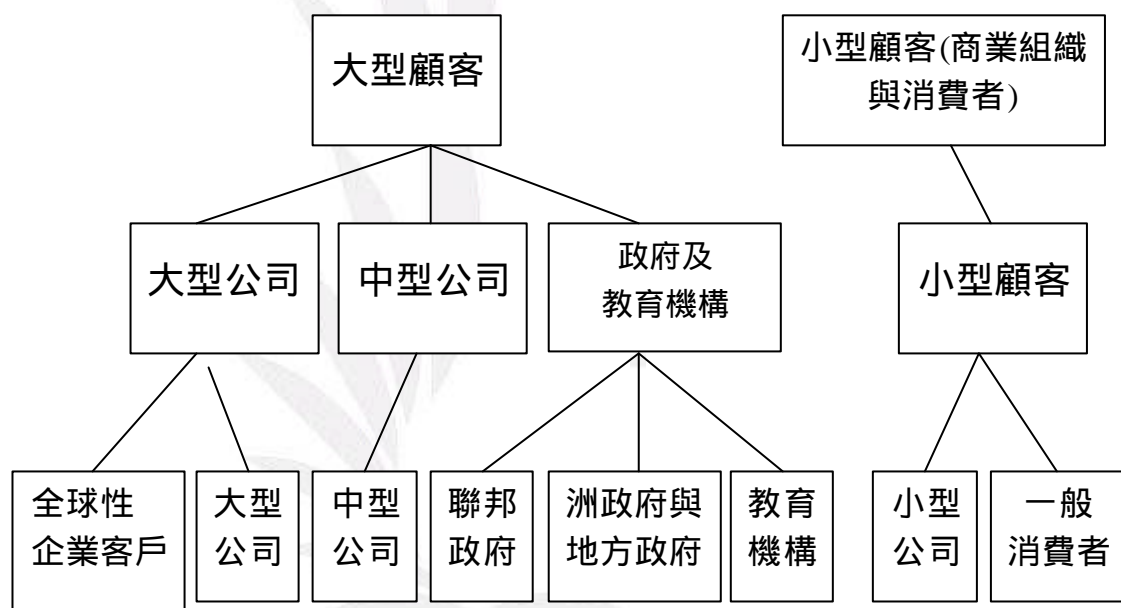 大型顧客
小型顧客(商業組織
與消費者)
大型公司
中型公司
政府及
教育機構
小型顧客
全球性
企業客戶
大型
公司
中型
公司
聯邦
政府
洲政府與
地方政府
教育
機構
小型
公司
一般
消費者